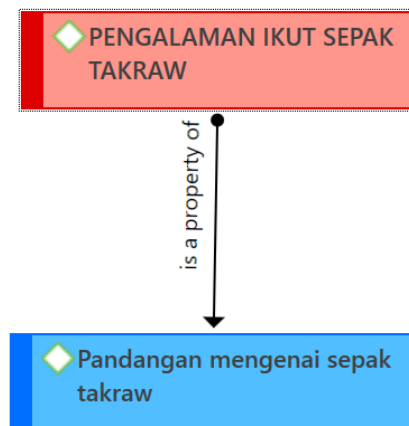 PENGALAMAN IKUT SEPAK
TAKRAW
is a property of
Pandangan mengenai sepak
takraw